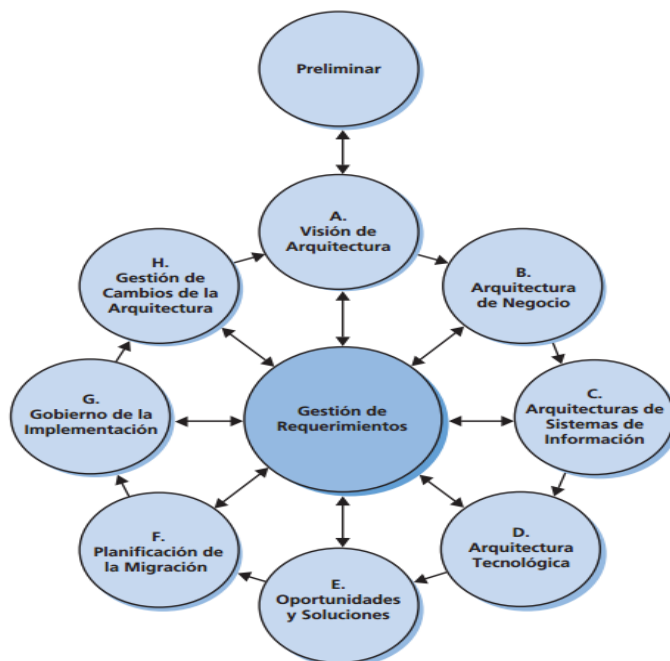 Preliminar
A.
Visión de
Arquitectura
B.
Arquitectura
de Negocio
C.
Arquitecturas de
Sistemas de
Información
D.
Arquitectura
Tecnológica
E.
Oportunidades
y Soluciones
F.
Planificación de
la Migración
G.
Gobierno de la
Implementación
H.
Gestión de
Cambios de la
Arquitectura
Gestión de
Requerimientos